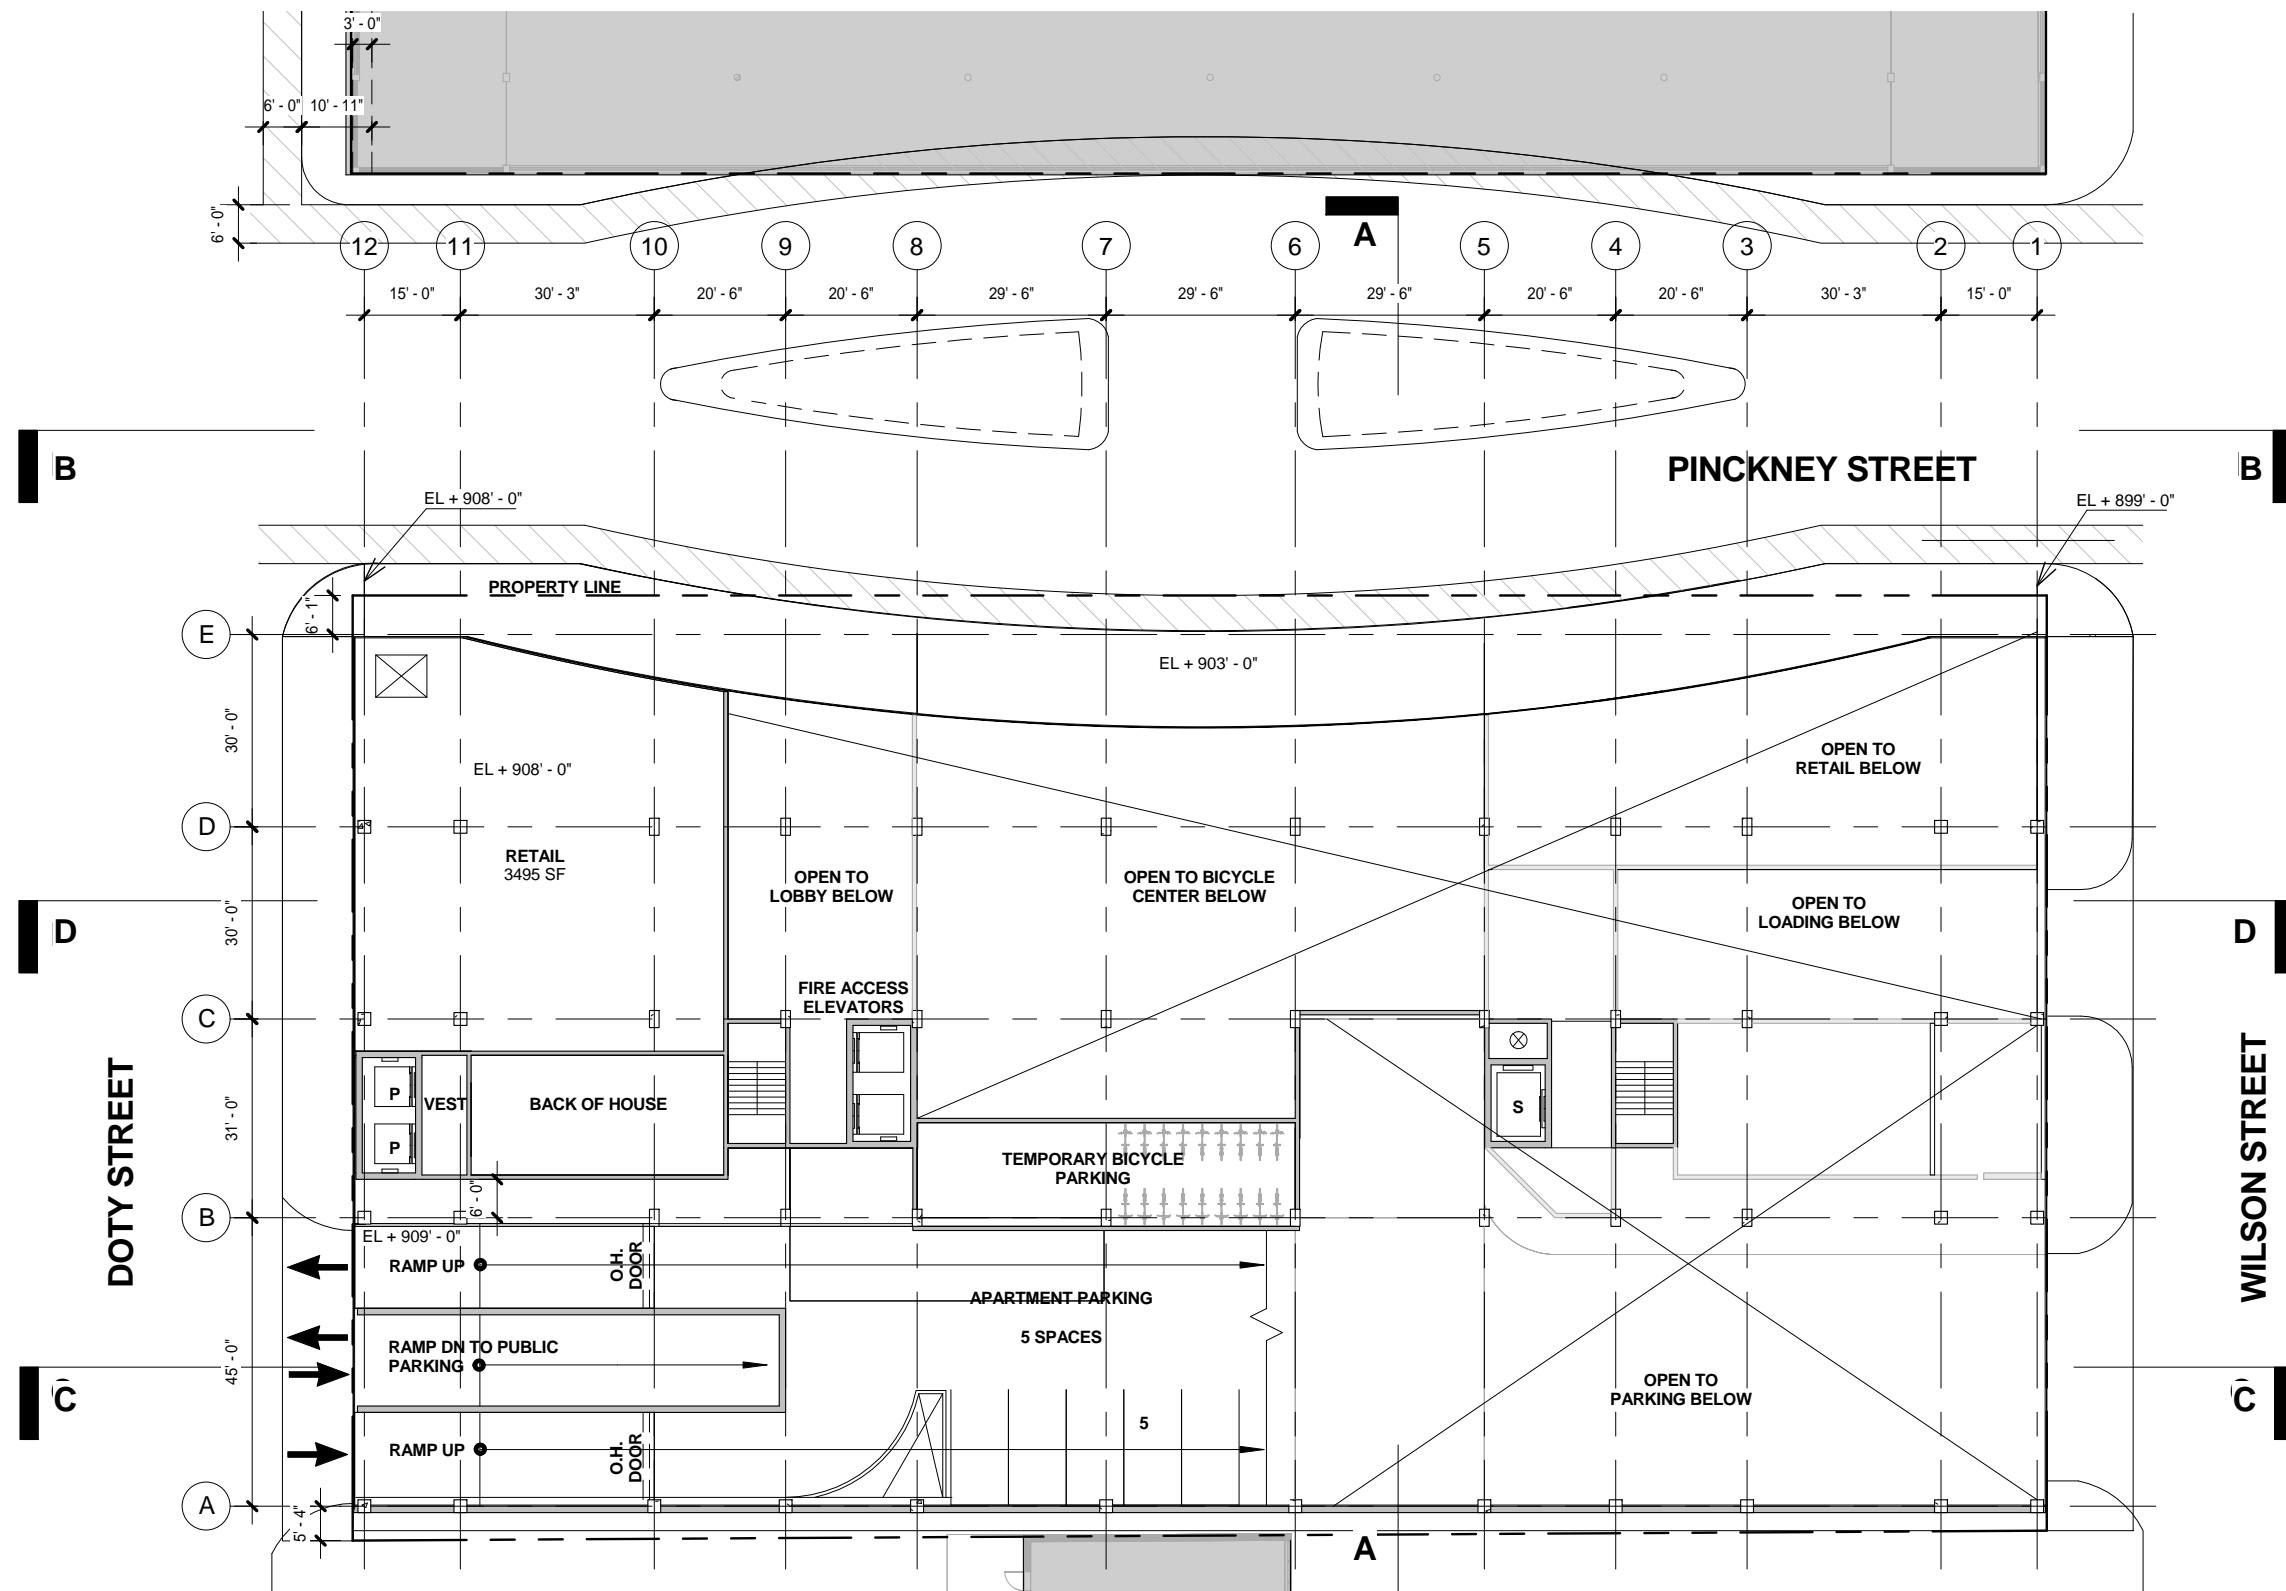 3' - 0"
6' - 0"
10' - 11"
6' - 0"
A
12
11
10
9
8
7
6
5
4
3
2
1
15' - 0"
30' - 3"
20' - 6"
20' - 6"
29' - 6"
29' - 6"
29' - 6"
20' - 6"
20' - 6"
30' - 3"
15' - 0"
B
PINCKNEY STREET
B
EL + 908' - 0"
EL + 899' - 0"
PROPERTY LINE
6' - 1"
E
EL + 903' - 0"
30' - 0"
EL + 908' - 0"
OPEN TO
RETAIL BELOW
D
RETAIL
3495 SF
OPEN TO
LOBBY BELOW
OPEN TO BICYCLE
CENTER BELOW
OPEN TO
LOADING BELOW
D
30' - 0"
D
FIRE ACCESS
ELEVATORS
C
DOTY STREET
31' - 0"
P
VEST
BACK OF HOUSE
S
WILSON STREET
P
TEMPORARY BICYCLE
PARKING
6' - 0"
B
EL + 909' - 0"
RAMP UP
O.H.
DOOR
APARTMENT PARKING
5 SPACES
RAMP DN TO PUBLIC
PARKING
45' - 0"
C
OPEN TO
PARKING BELOW
C
5
RAMP UP
O.H.
DOOR
A
5' - 4"
A